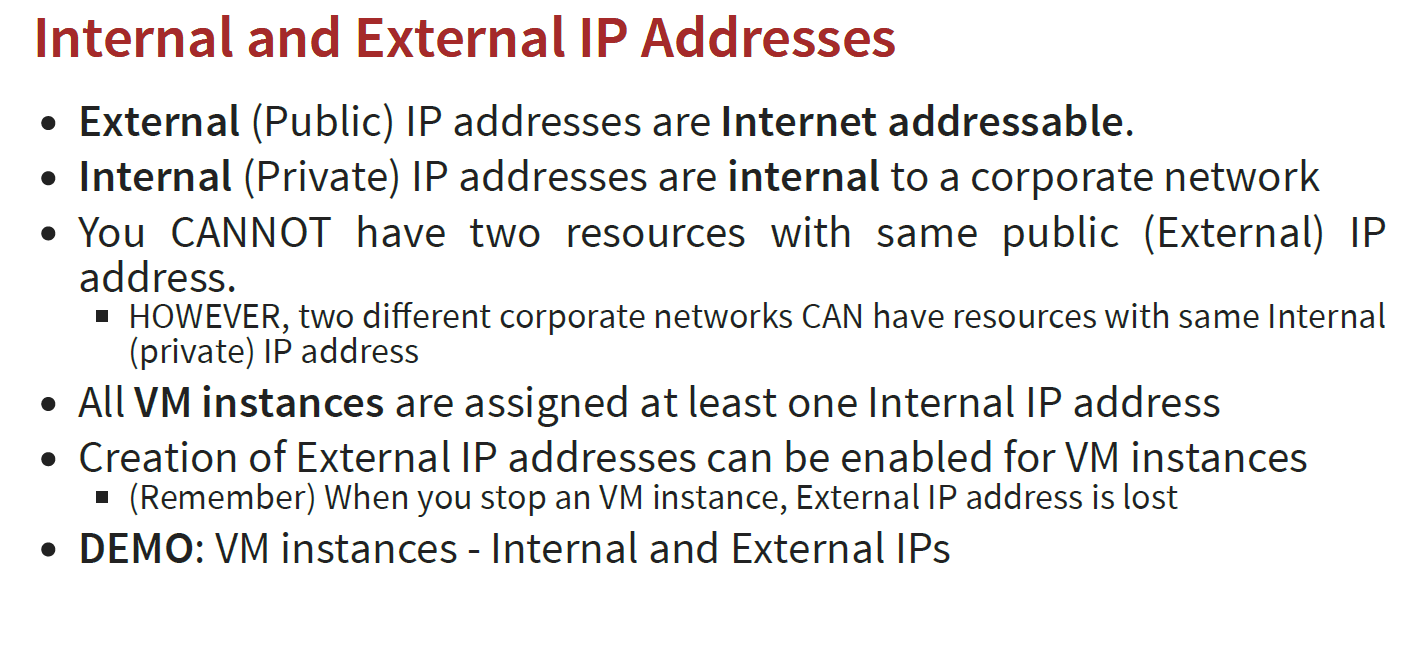 Internal and External IP Addresses
• External (Public) IP addresses are Internet addressable.
• Internal (Private) IP addresses are internal to a corporate network
• You CANNOT have two resources with same public (External) IP
address.
▪ HOWEVER, two different corporate networks CAN have resources with same Internal
(private) IP address
• All VM instances are assigned at least one Internal IP address
• Creation of External IP addresses can be enabled for VM instances
▪ (Remember) When you stop an VM instance, External IP address is lost
• DEMO: VM instances - Internal and External IPs